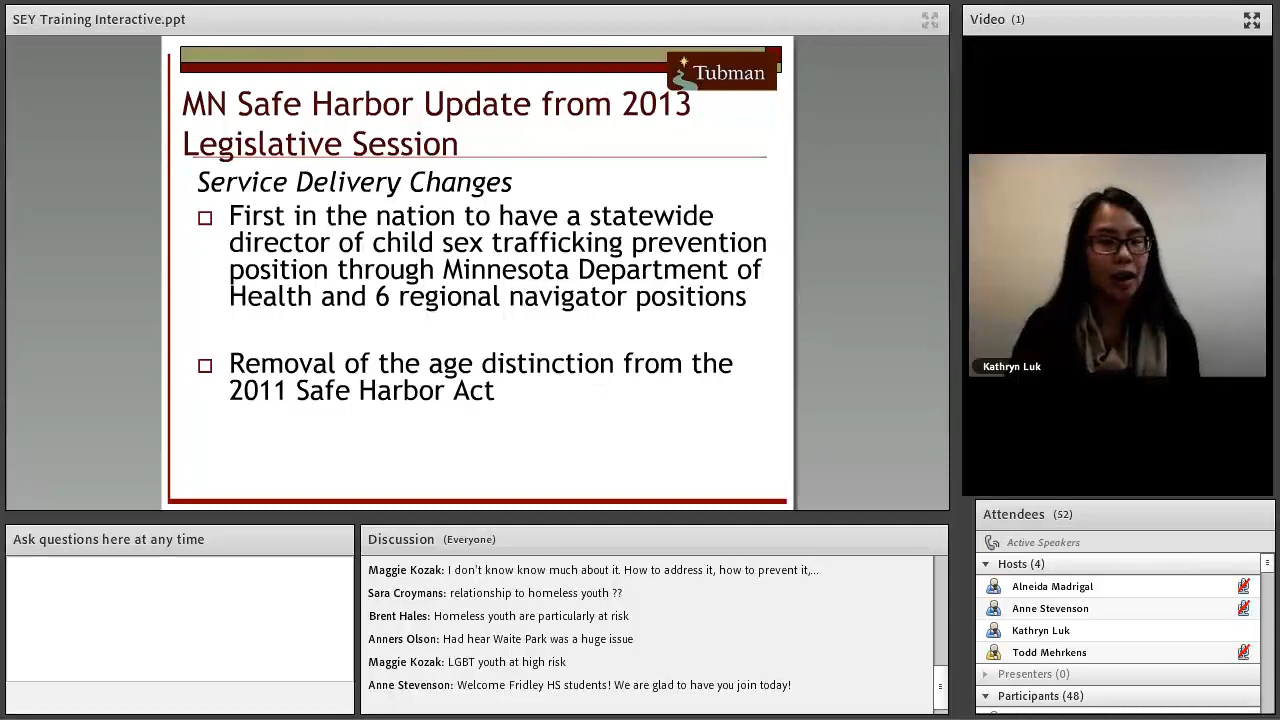 SEY Training Interactive.ppt
Tubman
MN Safe Harbor Update from 2013
Legislative Session
Service Delivery Changes
First in the nation to have a statewide
director of child sex trafficking prevention
position through Minnesota Department of
Health and 6 regional navigator positions
Removal of the age distinction from the
2011 Safe Harbor Act
Video (1)
Kathryn Luk
Attendees (52)
Active Speakers
Hosts (4)
Alneida Madrigal
Anne Stevenson
Kathryn Luk
Todd Mehrkens
Presenters (0)
Participants (48)
Ask questions here at any time
Discussion (Everyone)
Maggie Kozak: I don't know know much about it. How to address it, how to prevent it,...
Sara Croymans: relationship to homeless youth ??
Brent Hales: Homeless youth are particularly at risk
Anners Olson: Had hear Waite Park was a huge issue
Maggie Kozak: LGBT youth at high risk
Anne Stevenson: Welcome Fridley HS students! We are glad to have you join today!